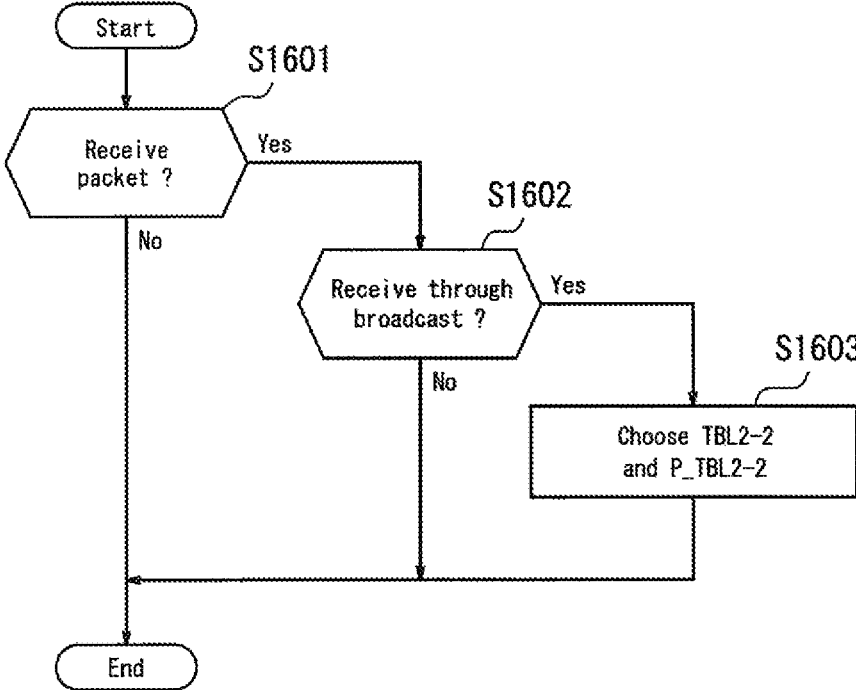 Start
S1601
Receive
packet ?
Yes
No
S1602
Receive through
broadcast ?
Yes
No
S1603
Choose TBL2-2
and P_TBL2-2
End